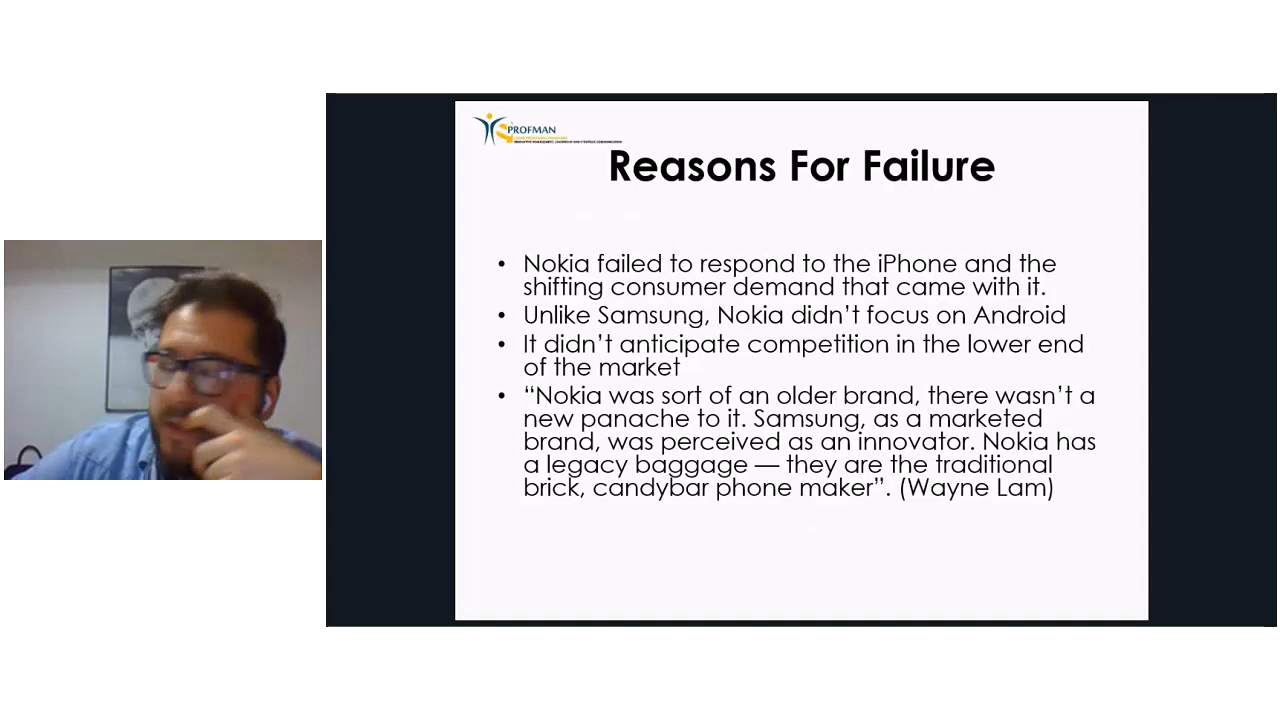 PROFMAN
Reasons For Failure
• Nokia failed to respond to the iPhone and the
shifting consumer demand that came with it.
• Unlike Samsung, Nokia didn’t focus on Android
• It didn’t anticipate competition in the lower end
of the market
• “Nokia was sort of an older brand, there wasn’t a
new panache to it. Samsung, as a marketed
brand, was perceived as an innovator. Nokia has
a legacy baggage — they are the traditional
brick, candybar phone maker”. (Wayne Lam)